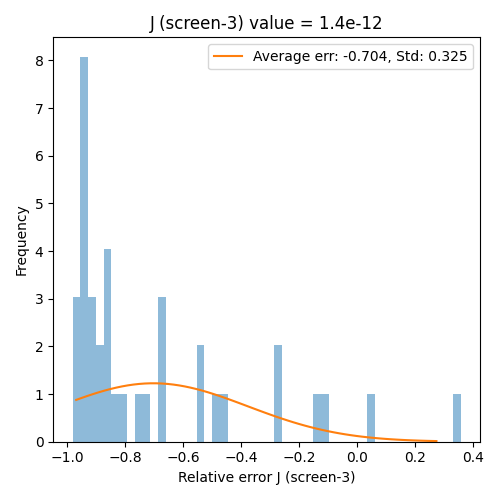 J (screen-3) value = 1.4e-12
Average err: -0.704, Std: 0.325
8
7
6
5
4
3
2
1
0
Frequency
−1.0 −0.8 −0.6 −0.4 −0.2 0.0 0.2 0.4
Relative error J (screen-3)